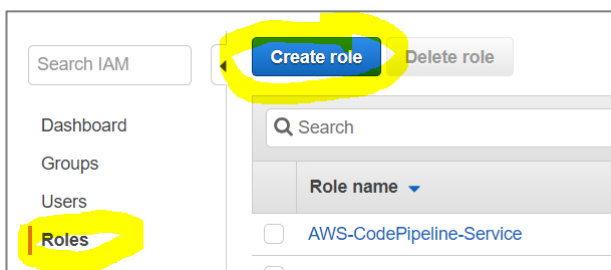 Search IAM
Create role
Delete role
Dashboard
Groups
Users
Roles
Search
Role name
AWS-CodePipeline-Service